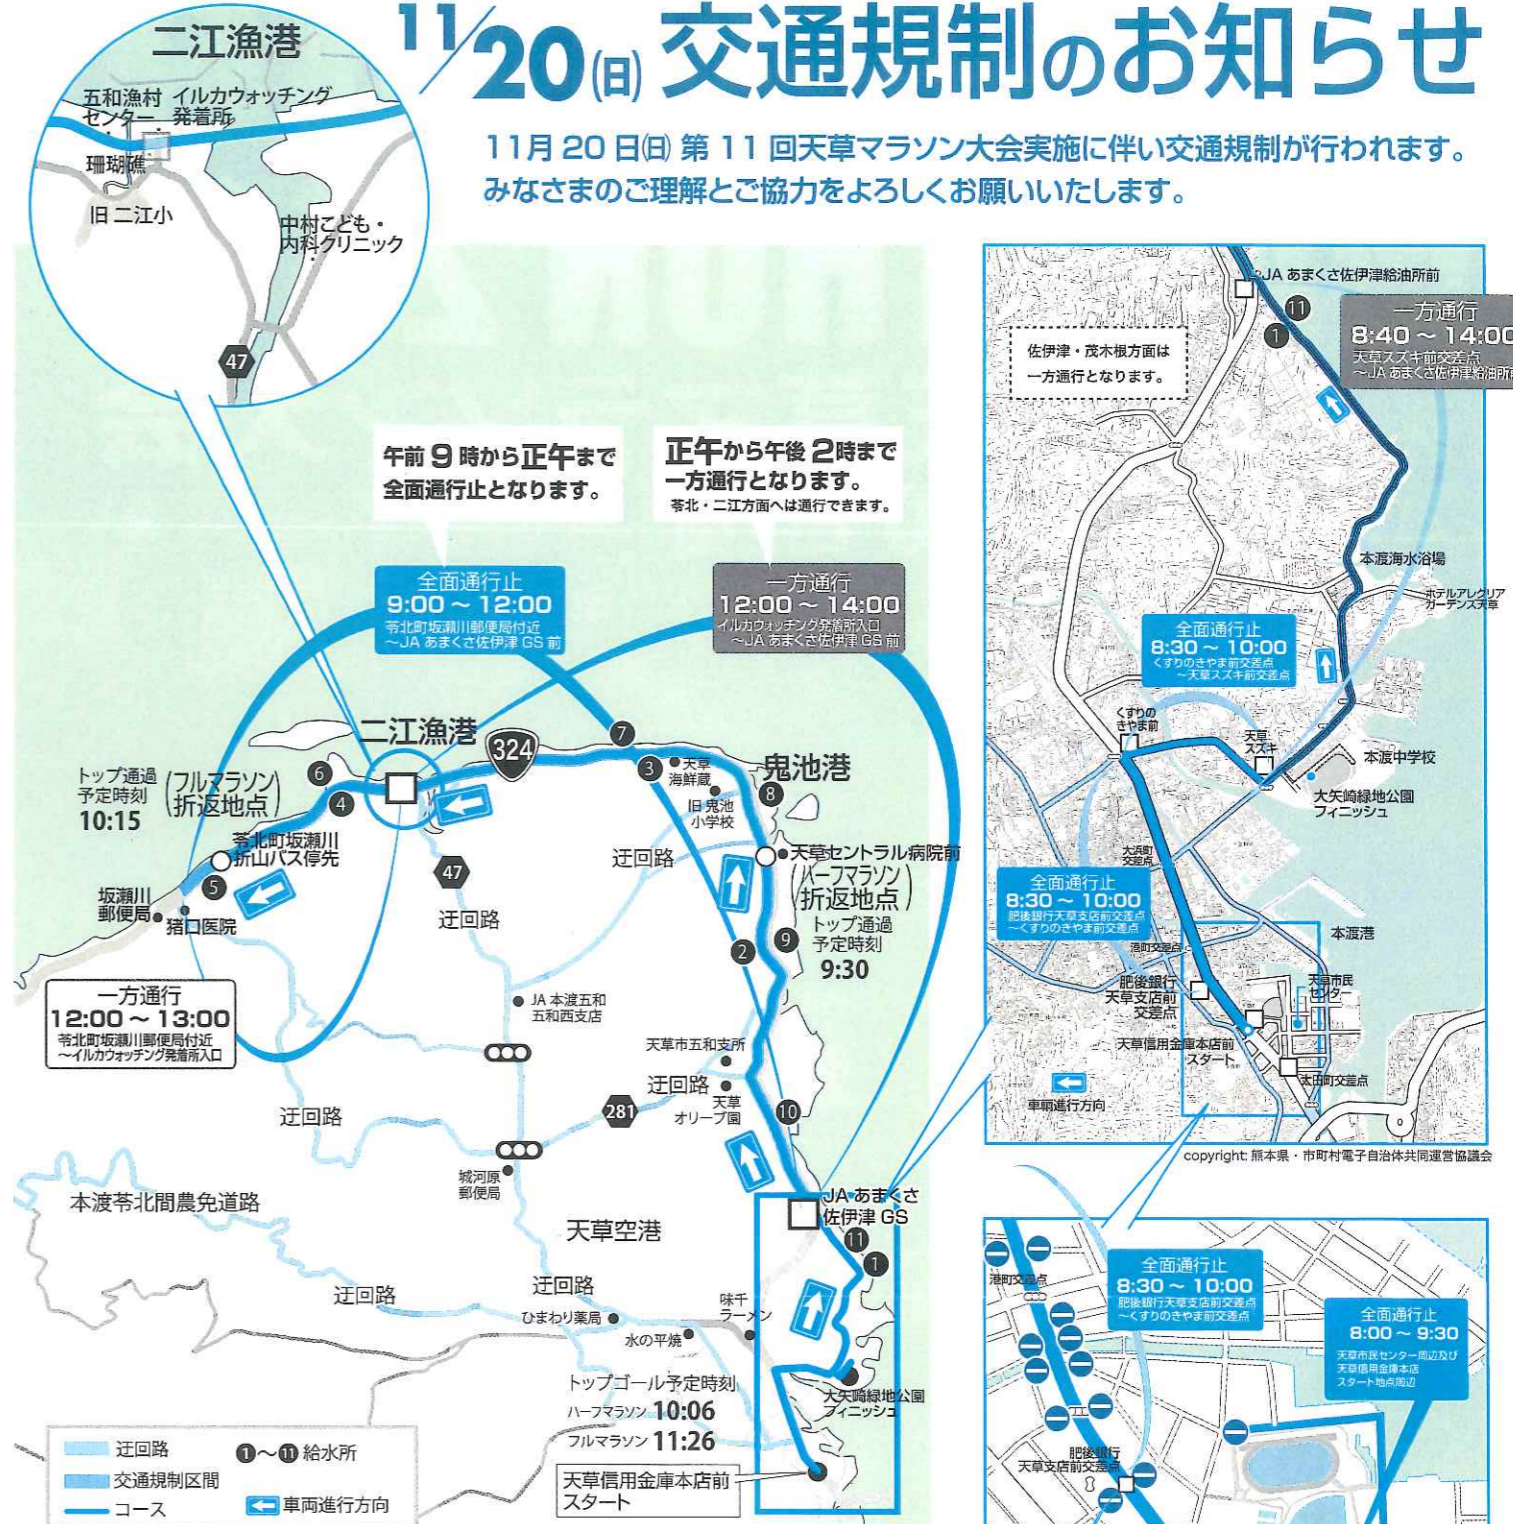 11/20(日) 交通規制のお知らせ
11月20日(日) 第11回天草マラソン大会実施に伴い交通規制が行われます。
みなさまのご理解とご協力をよろしくお願いいたします。
二江漁港
五和漁村
センター
イルカウォッチング
発着所
珊瑚礁
旧 二江小
中村こども・
内科クリニック
47
午前9時から正午まで
全面通行止となります。
正午から午後2時まで
一方通行となります。
苓北・二江方面へは通行できます。
全面通行止
9:00～12:00
苓北町坂瀬川郵便局付近
～JAあまくさ佐伊津GS前
一方通行
12:00～14:00
イルカウォッチング発着所入口
～JAあまくさ佐伊津GS前
二江漁港
324
7
鬼池港
トップ通過
予定時刻
10:15
(フルマラソン)
折返地点
6
4
3
天草
海鮮蔵
旧 鬼池
小学校
8
苓北町坂瀬川
折山バス停先
5
坂瀬川
郵便局
猪口医院
47
迂回路
迂回路
天草セントラル病院前
(ハーフマラソン)
折返地点
トップ通過
予定時刻
9:30
2
9
一方通行
12:00～13:00
苓北町坂瀬川郵便局付近
～イルカウォッチング発着所入口
JA 本渡五和
五和西支店
天草市五和支所
迂回路
天草
オリーブ園
10
281
迂回路
城河原
郵便局
本渡苓北間農免道路
天草空港
JA あまくさ
佐伊津 GS
11
1
迂回路
迂回路
ひまわり薬局
水の平焼
味千
ラーメン
トップゴール予定時刻
ハーフマラソン 10:06
フルマラソン 11:26
大矢崎緑地公園
フィニッシュ
天草信用金庫本店前
スタート
迂回路
1～11 給水所
交通規制区間
コース
車両進行方向
JA あまくさ佐伊津給油所前
11
1
一方通行
8:40～14:00
天草スズキ前交差点
～JAあまくさ佐伊津給油所前
佐伊津・茂木根方面は
一方通行となります。
本渡海水浴場
ホテルアレグリア
ガーデンズ天草
全面通行止
8:30～10:00
くすりのきやま前交差点
～天草スズキ前交差点
くすりの
きやま前
天草
スズキ
本渡中学校
大矢崎緑地公園
フィニッシュ
大浜町
交差点
全面通行止
8:30～10:00
肥後銀行天草支店前交差点
～くすりのきやま前交差点
港町交差点
本渡港
肥後銀行
天草支店前
交差点
天草市民
センター
天草信用金庫本店前
スタート
太田町交差点
車輌進行方向
copyright: 熊本県・市町村電子自治体共同運営協議会
港町交差点
全面通行止
8:30～10:00
肥後銀行天草支店前交差点
～くすりのきやま前交差点
全面通行止
8:00～9:30
天草市民センター周辺及び
天草信用金庫本店
スタート地点周辺
肥後銀行
天草支店前交差点